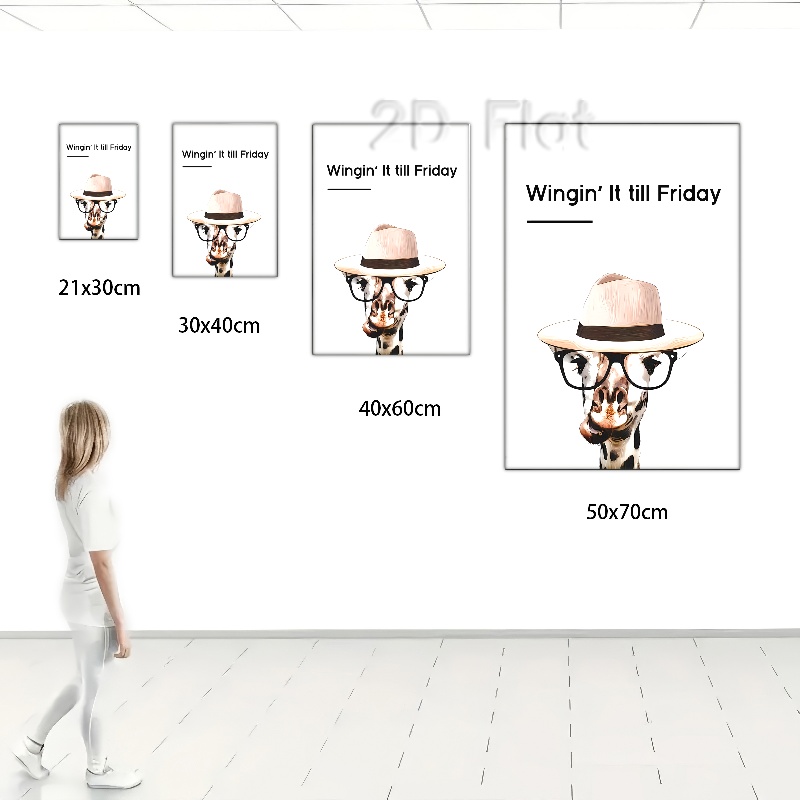 2D Flat
Wingin' It till Friday
21x30cm
Wingin' It till Friday
30x40cm
Wingin' It till Friday
40x60cm
Wingin' It till Friday
50x70cm